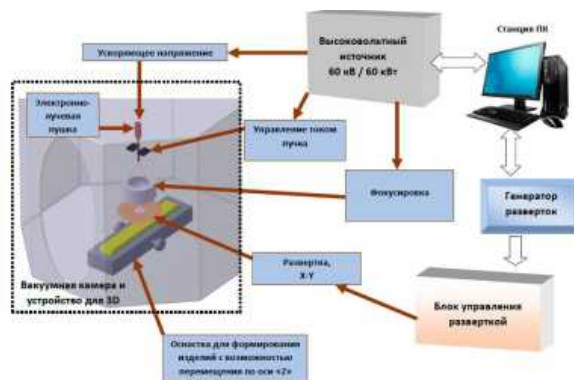 Ускоряющее напряжение
Высоковольтный
источник
60 кВ / 60 кВт
Станция ПК
Электронно-
лучевая
пушка
Управление током
пучка
Фокусировка
Генератор
разверток
Развертка,
X-Y
Вакуумная камера и
устройство для 3D
Блок управления
разверткой
Оснастка для формирования
изделий с возможностью
перемещения по оси «Z»